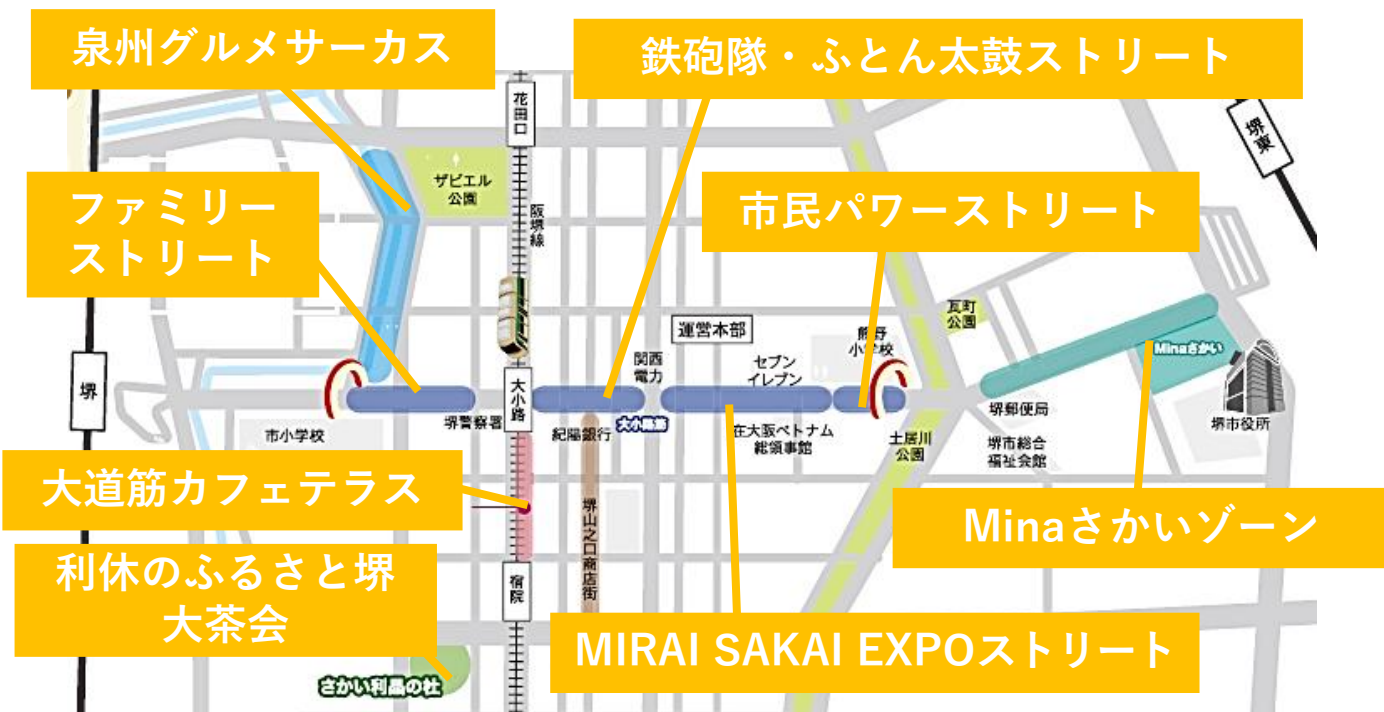 泉州グルメサーカス
鉄砲隊・ふとん太鼓ストリート
花田口
堺東
ザビエル
公園
阪堺線
ファミリー
ストリート
市民パワーストリート
瓦町
公園
運営本部
熊野
小学校
Minaさかい
関西
電力
セブン
イレブン
堺
大小路
堺警察署
紀陽銀行
大小路筋
在大阪ベトナム
総領事館
市小学校
土居川
公園
堺郵便局
堺市総合
福祉会館
堺市役所
大道筋カフェテラス
Minaさかいゾーン
堺山之口商店街
利休のふるさと堺
大茶会
宿院
MIRAI SAKAI EXPOストリート
さかい利晶の杜